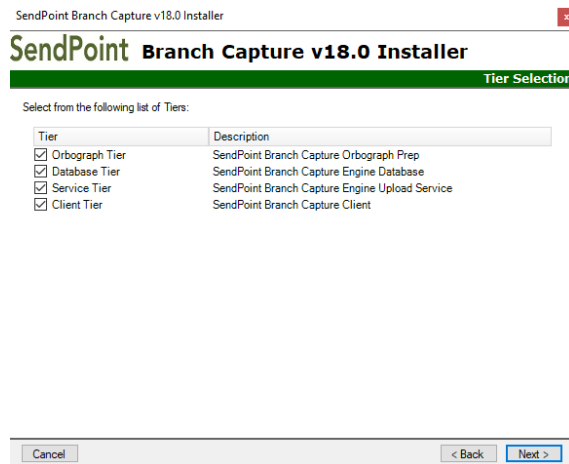 SendPoint Branch Capture v18.0 Installer
x
SendPoint Branch Capture v18.0 Installer
Tier Selection
Select from the following list of Tiers:
Tier Description
Orbograph Tier SendPoint Branch Capture Orbograph Prep
Database Tier SendPoint Branch Capture Engine Database
Service Tier SendPoint Branch Capture Engine Upload Service
Client Tier SendPoint Branch Capture Client
Cancel < Back Next >